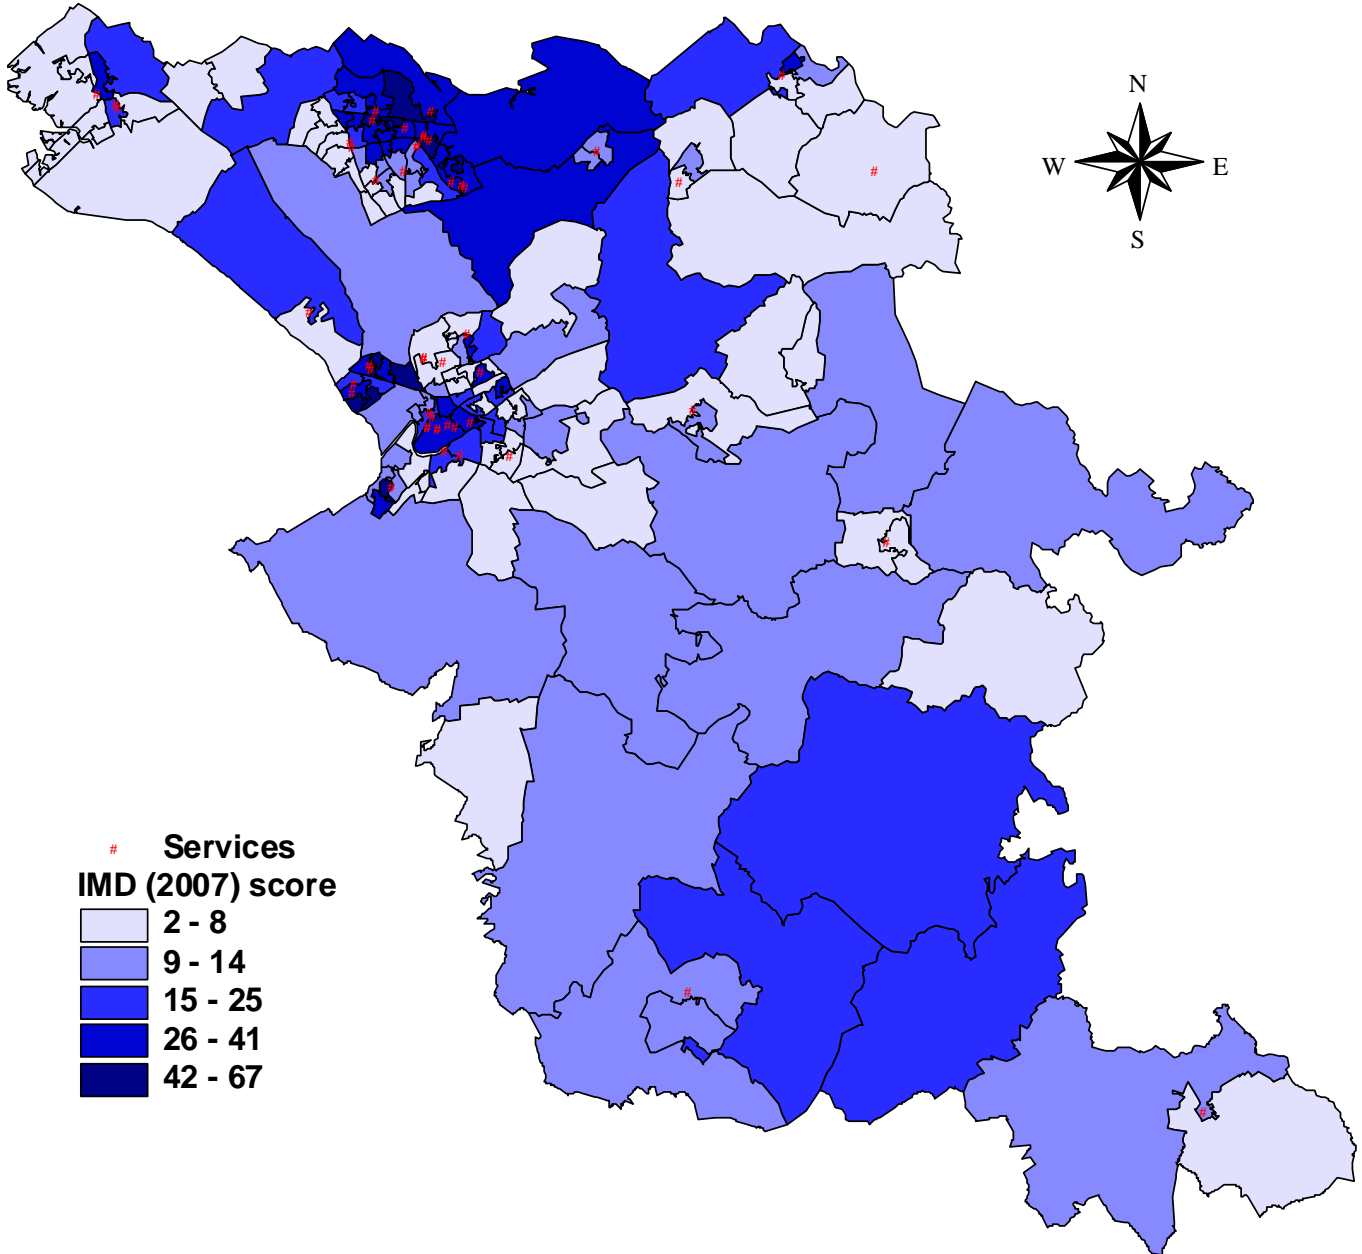 N
W E
S
# Services
IMD (2007) score
2 - 8
9 - 14
15 - 25
26 - 41
42 - 67